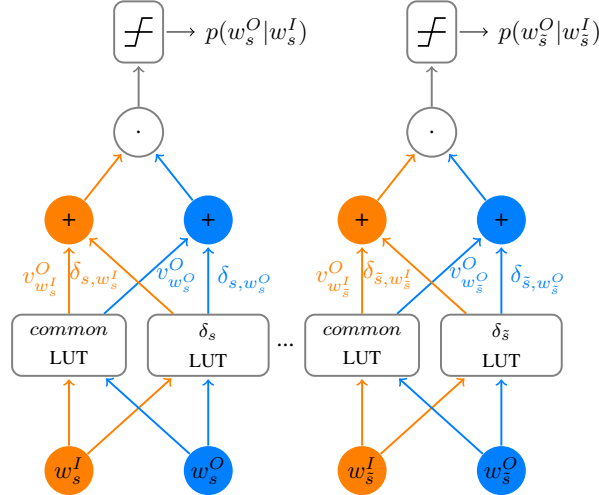 p(w_s^O|w_s^I) p(w_s̃^O|w_s̃^I)
· ·
+ + + +
v_{w_s^I}^O δ_{s,w_s^I} v_{w_s^O}^O δ_{s,w_s^O} v_{w_s̃^I}^O δ_{s̃,w_s̃^I} v_{w_s̃^O}^O δ_{s̃,w_s̃^O}
common δ_s common δ_s̃
LUT LUT ... LUT LUT
w_s^I w_s^O w_s̃^I w_s̃^O